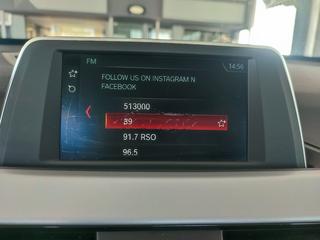 FM
14:56
FOLLOW US ON INSTAGRAM N
FACEBOOK
513000
89
91.7 RSO
96.5